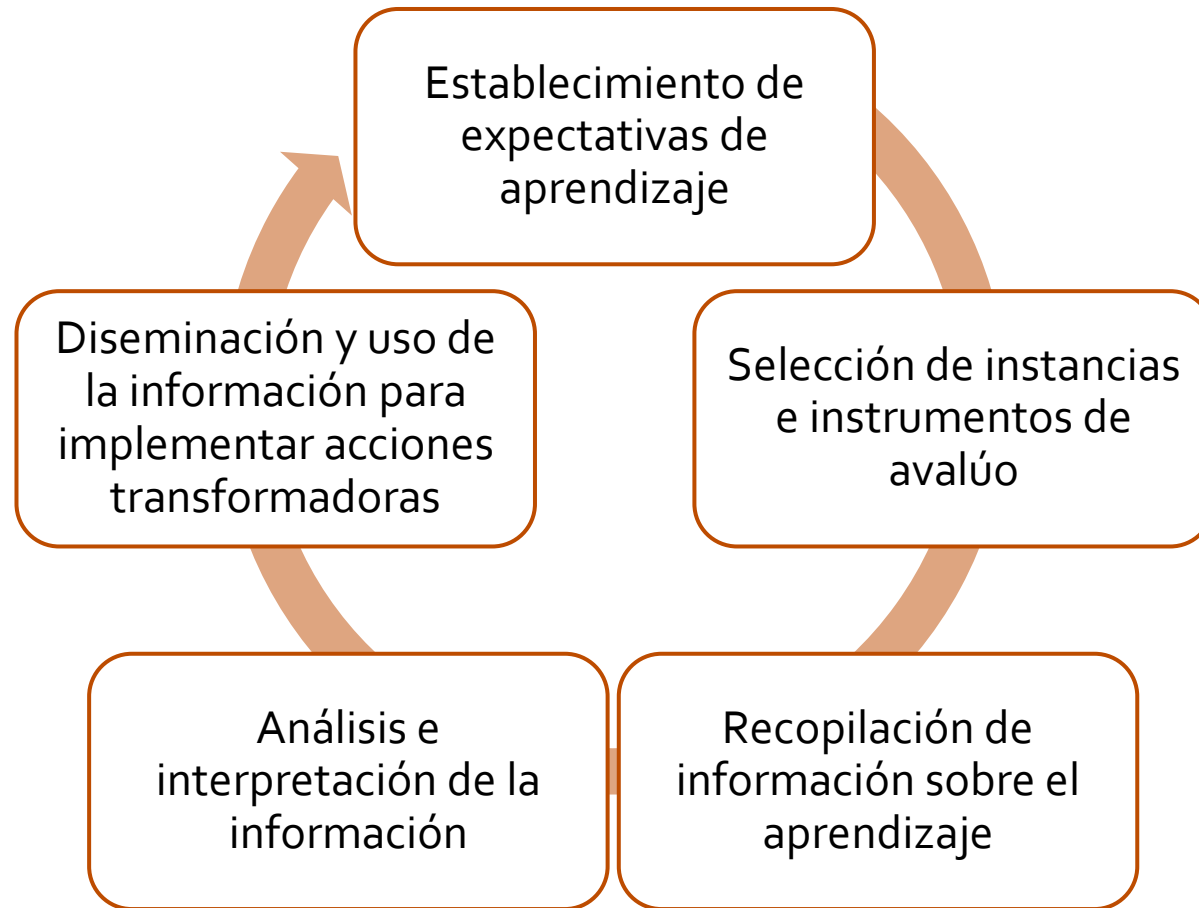 Establecimiento de
expectativas de
aprendizaje
Selección de instancias
e instrumentos de
avalúo
Recopilación de
información sobre el
aprendizaje
Análisis e
interpretación de la
información
Diseminación y uso de
la información para
implementar acciones
transformadoras